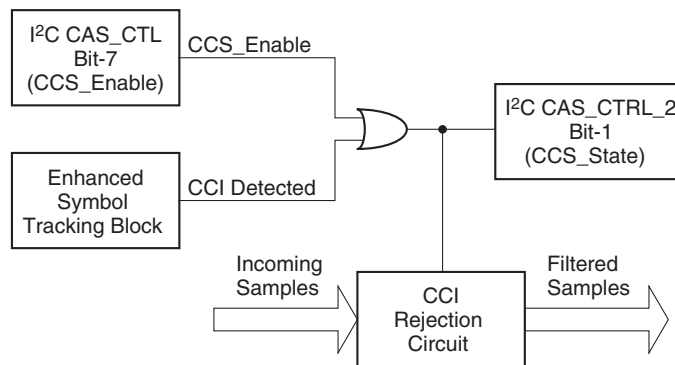 I²C CAS_CTL
Bit-7
(CCS_Enable)
CCS_Enable
I²C CAS_CTRL_2
Bit-1
(CCS_State)
Enhanced
Symbol
Tracking Block
CCI Detected
Incoming
Samples
CCI
Rejection
Circuit
Filtered
Samples